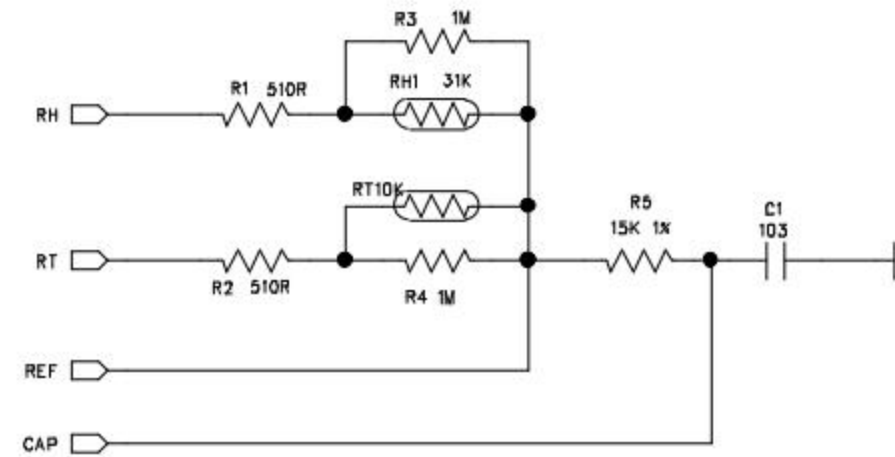 R3 1M
R1 510R
RH1 31K
RH
RT10K
R5
15K 1%
C1
103
RT
R2 510R
R4 1M
REF
CAP